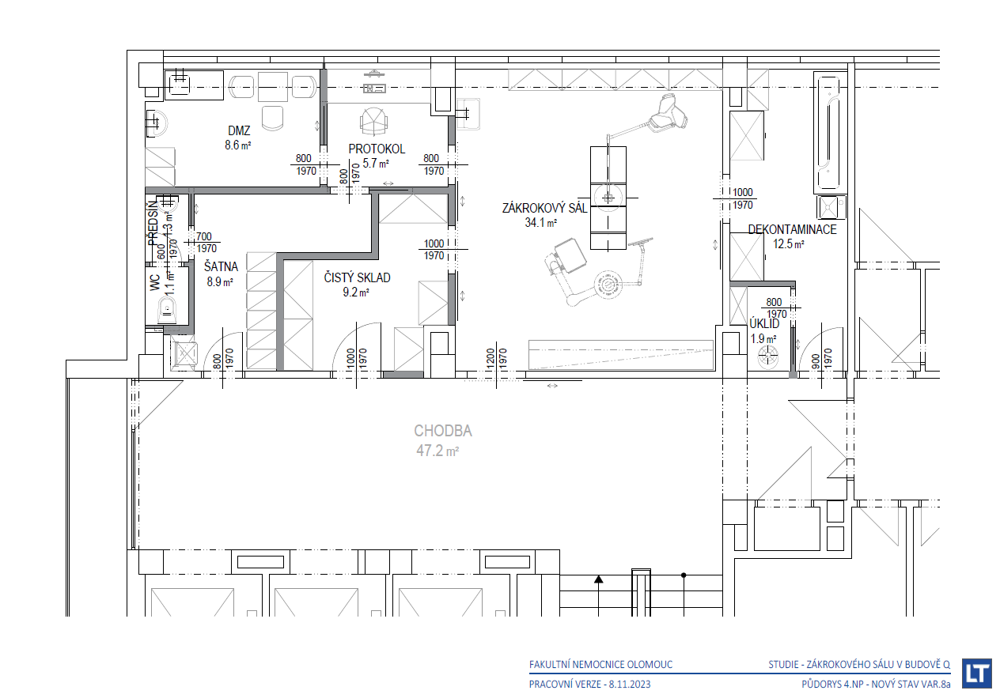 DMZ
8.6 m²
PROTOKOL
5.7 m²
800
1970
800
1970
800
1970
ZÁKROKOVÝ SÁL
34.1 m²
1000
1970
DEKONTAMINACE
12.5 m²
PŘEDSÍŇ
1.3 m²
600
1970
700
1970
ŠATNA
8.9 m²
WC
1.1 m²
1000
1970
ČISTÝ SKLAD
9.2 m²
800
1970
ÚKLID
1.9 m²
800
1970
1000
1970
1200
1970
900
1970
CHODBA
47.2 m²
FAKULTNÍ NEMOCNICE OLOMOUC
STUDIE - ZÁKROKOVÉHO SÁLU V BUDOVĚ Q
PRACOVNÍ VERZE - 8.11.2023
PŮDORYS 4.NP - NOVÝ STAV VAR.8a
LT